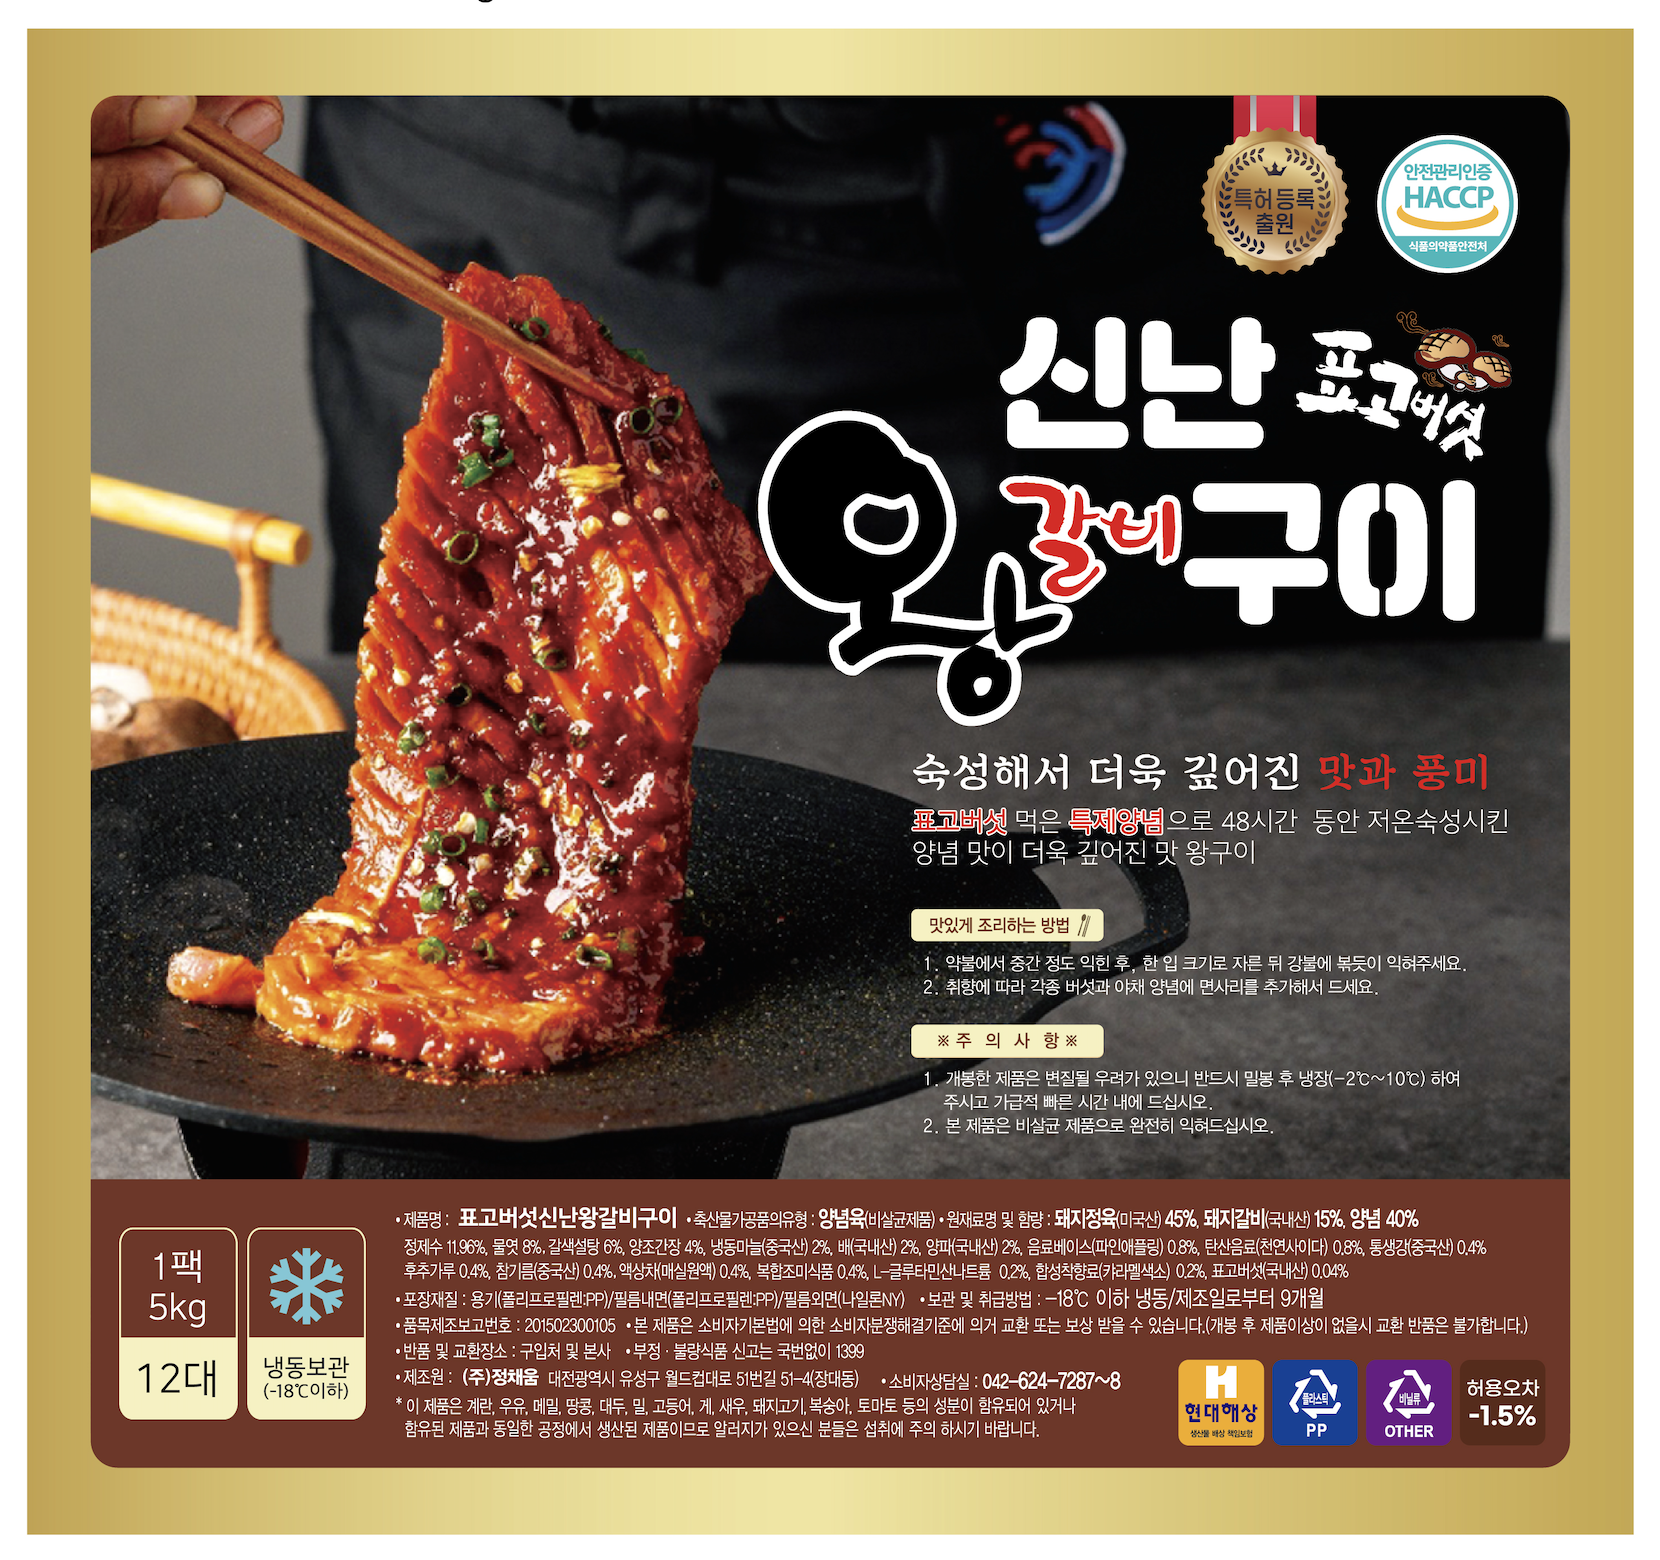 특허등록
출원
안전관리인증
HACCP
식품의약품안전처
신난 표고버섯
왕갈비구이
숙성해서 더욱 깊어진 맛과 풍미
표고버섯 먹은 특제양념으로 48시간 동안 저온숙성시킨
양념 맛이 더욱 깊어진 맛 왕구이
맛있게 조리하는 방법
1. 약불에서 중간 정도 익힌 후, 한 입 크기로 자른 뒤 강불에 볶듯이 익혀주세요.
2. 취향에 따라 각종 버섯과 야채 양념에 면사리를 추가해서 드세요.
※주 의 사 항※
1. 개봉한 제품은 변질될 우려가 있으니 반드시 밀봉 후 냉장(-2℃~10℃) 하여
주시고 가급적 빠른 시간 내에 드십시오.
2. 본 제품은 비살균 제품으로 완전히 익혀드십시오.
1팩
5kg
12대
냉동보관
(-18℃이하)
•제품명 : 표고버섯신난왕갈비구이 •축산물가공품의유형 : 양념육(비살균제품) •원재료명 및 함량 : 돼지정육(미국산) 45%, 돼지갈비(국내산) 15%, 양념 40%
정제수 11.96%, 물엿 8%, 갈색설탕 6%, 양조간장 4%, 냉동마늘(중국산) 2%, 배(국내산) 2%, 양파(국내산) 2%, 음료베이스(파인애플링) 0.8%, 탄산음료(천연사이다) 0.8%, 통생강(중국산) 0.4%
후추가루 0.4%, 참기름(중국산) 0.4%, 액상차(매실원액) 0.4%, 복합조미식품 0.4%, L-글루타민산나트륨 0.2%, 합성착향료(카라멜색소) 0.2%, 표고버섯(국내산) 0.04%
•포장재질 : 용기(폴리프로필렌:PP)/필름내면(폴리프로필렌:PP)/필름외면(나일론NY) •보관 및 취급방법 : -18℃ 이하 냉동/제조일로부터 9개월
•품목제조보고번호 : 201502300105 •본 제품은 소비자기본법에 의한 소비자분쟁해결기준에 의거 교환 또는 보상 받을 수 있습니다.(개봉 후 제품이상이 없을시 교환 반품은 불가합니다.)
•반품 및 교환장소 : 구입처 및 본사 •부정·불량식품 신고는 국번없이 1399
•제조원 : (주)정채움 대전광역시 유성구 월드컵대로 51번길 51-4(장대동) •소비자상담실 : 042-624-7287~8
* 이 제품은 계란, 우유, 메밀, 땅콩, 대두, 밀, 고등어, 게, 새우, 돼지고기, 복숭아, 토마토 등의 성분이 함유되어 있거나
함유된 제품과 동일한 공정에서 생산된 제품이므로 알러지가 있으신 분들은 섭취에 주의 하시기 바랍니다.
H
현대해상
생산물 배상 책임보험
플라스틱
PP
비닐류
OTHER
허용오차
-1.5%